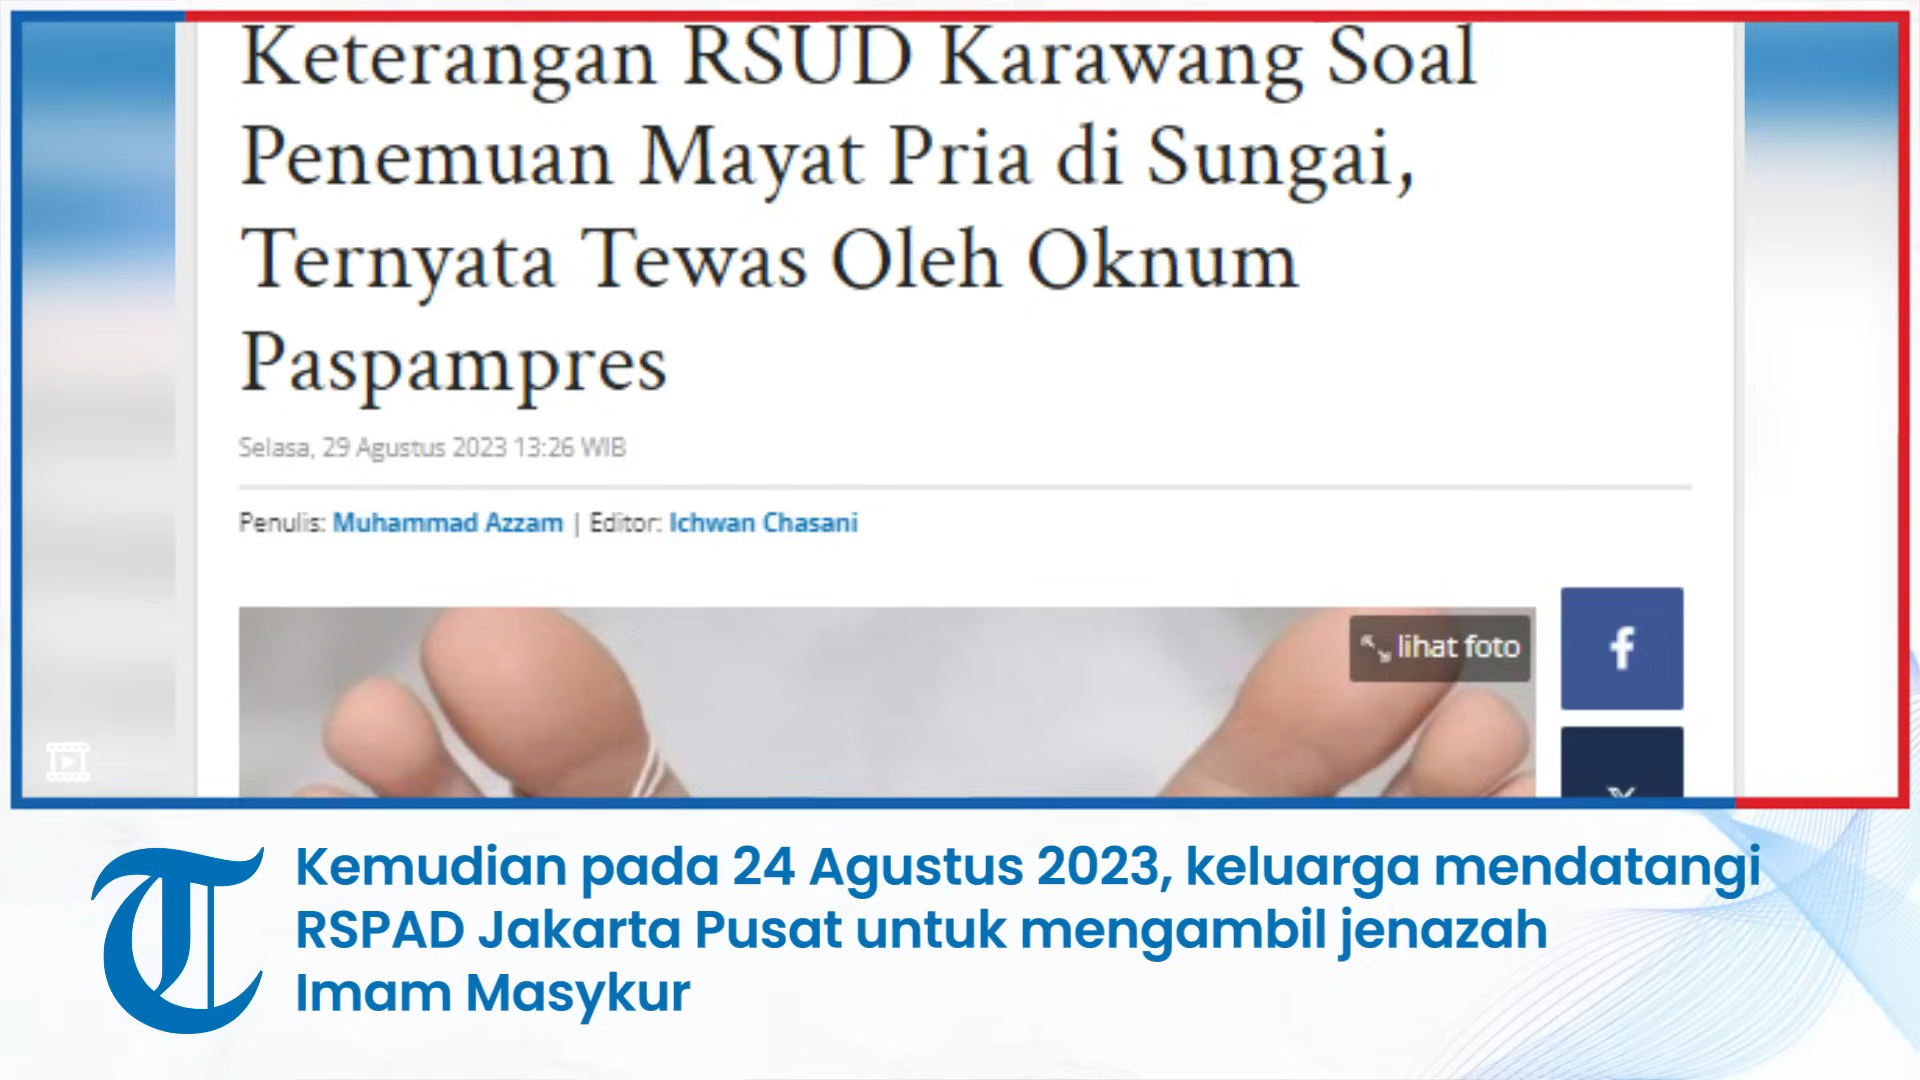 Keterangan RSUD Karawang Soal
Penemuan Mayat Pria di Sungai,
Ternyata Tewas Oleh Oknum
Paspampres
Selasa, 29 Agustus 2023 13:26 WIB
Penulis: Muhammad Azzam | Editor: Ichwan Chasani
lihat foto
f
T
Kemudian pada 24 Agustus 2023, keluarga mendatangi
RSPAD Jakarta Pusat untuk mengambil jenazah
Imam Masykur